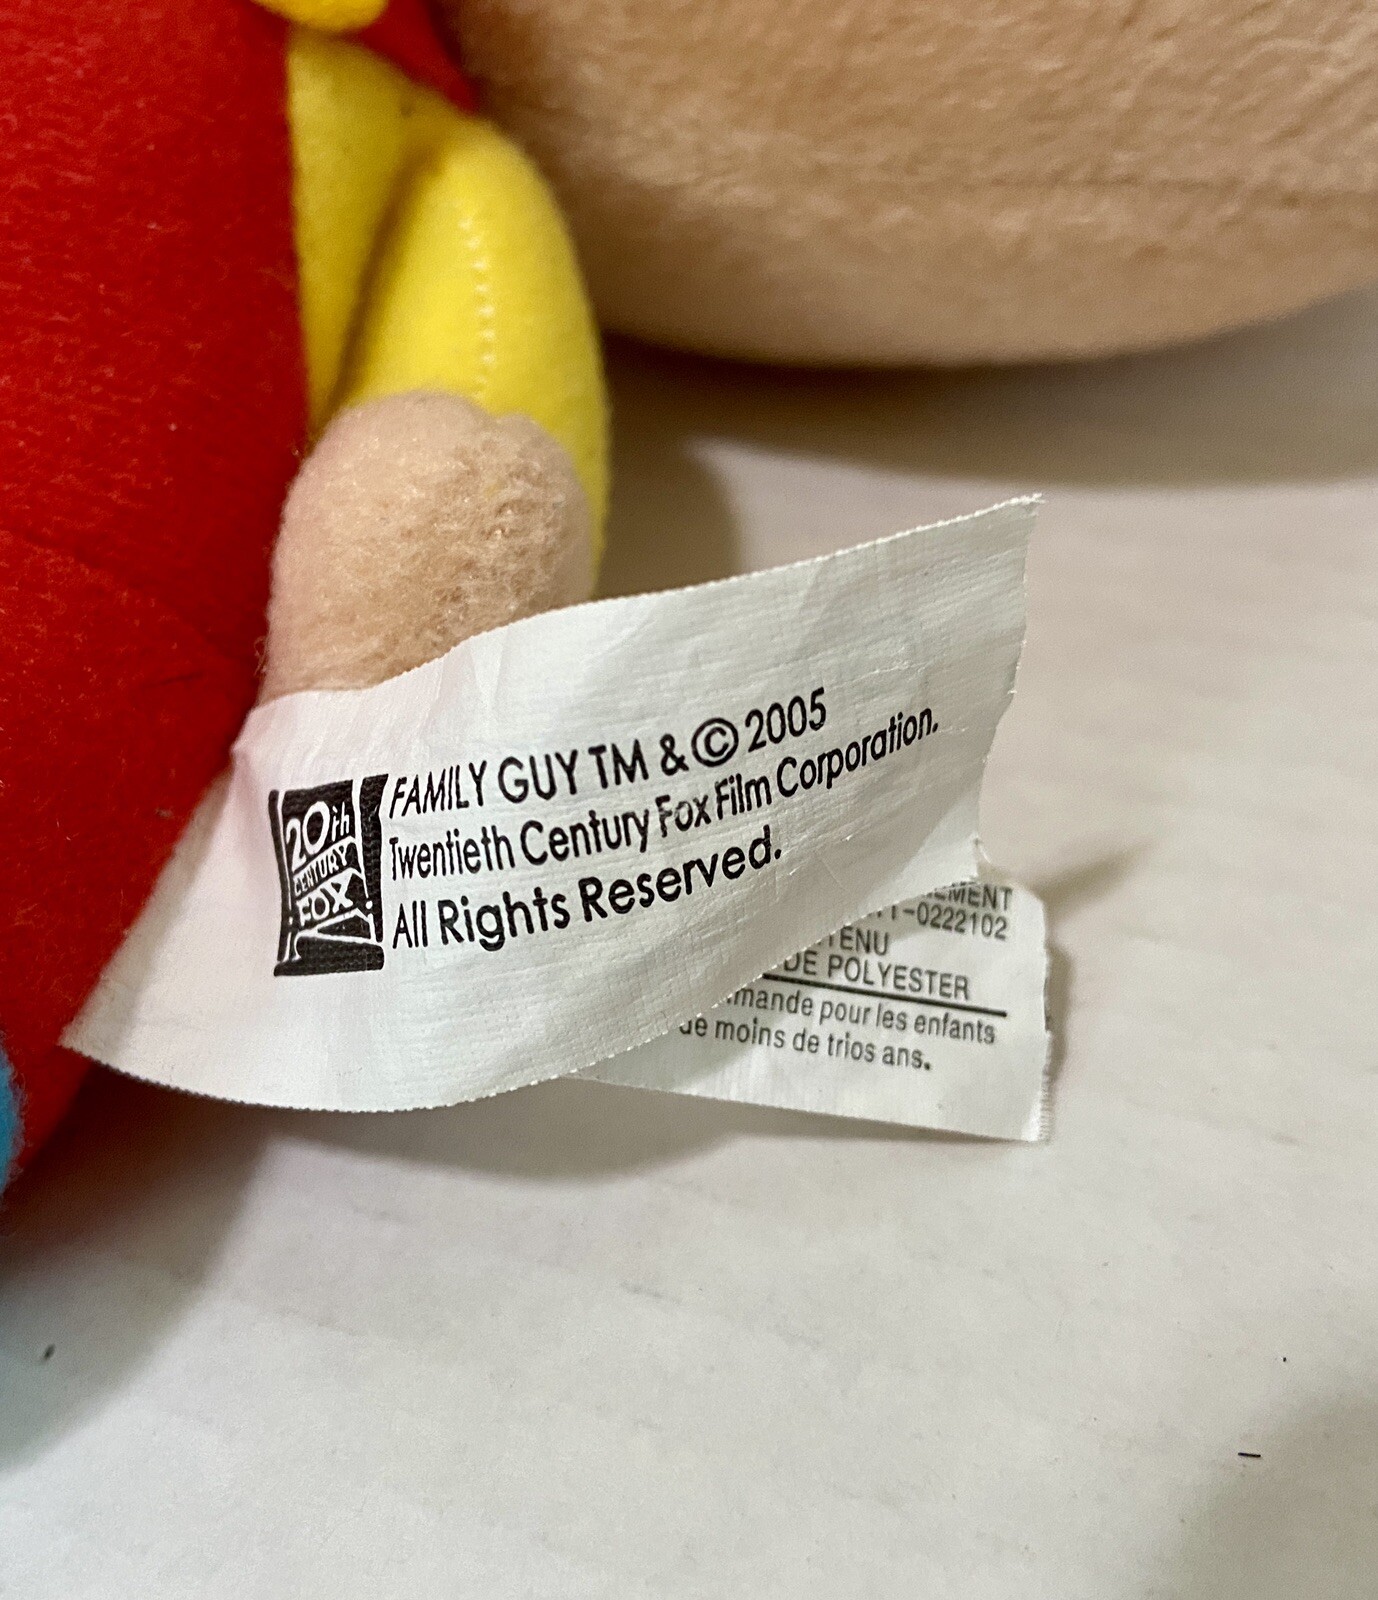 FAMILY GUY TM & © 2005
Twentieth Century Fox Film Corporation.
All Rights Reserved.
20th
CENTURY
FOX
-0222102
DE POLYESTER
pour les enfants
de moins de trios ans.